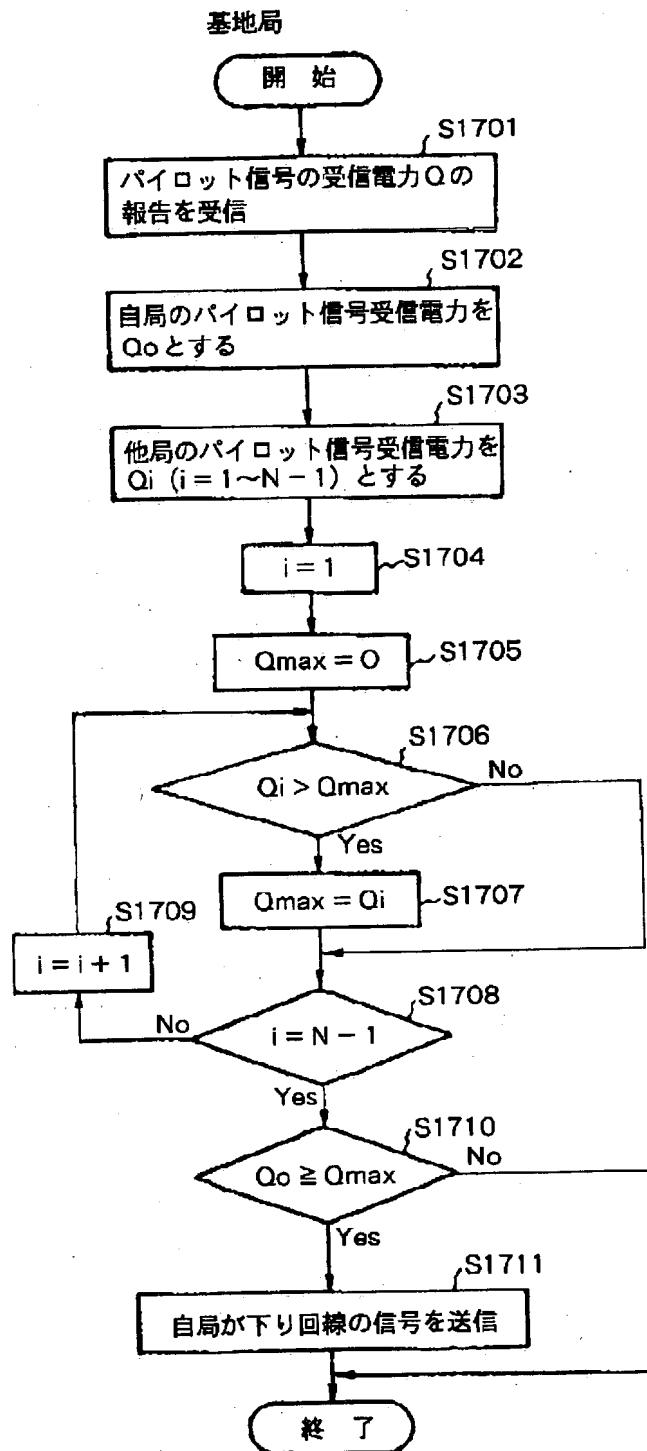 基地局
開 始
S1701
パイロット信号の受信電力Qの
報告を受信
S1702
自局のパイロット信号受信電力を
Qoとする
S1703
他局のパイロット信号受信電力を
Qi (i=1~N-1) とする
i=1
S1704
Qmax=0
S1705
S1706
Qi>Qmax
No
Yes
Qmax=Qi
S1707
S1709
i=i+1
S1708
i=N-1
No
Yes
S1710
Qo≧Qmax
No
Yes
S1711
自局が下り回線の信号を送信
終 了